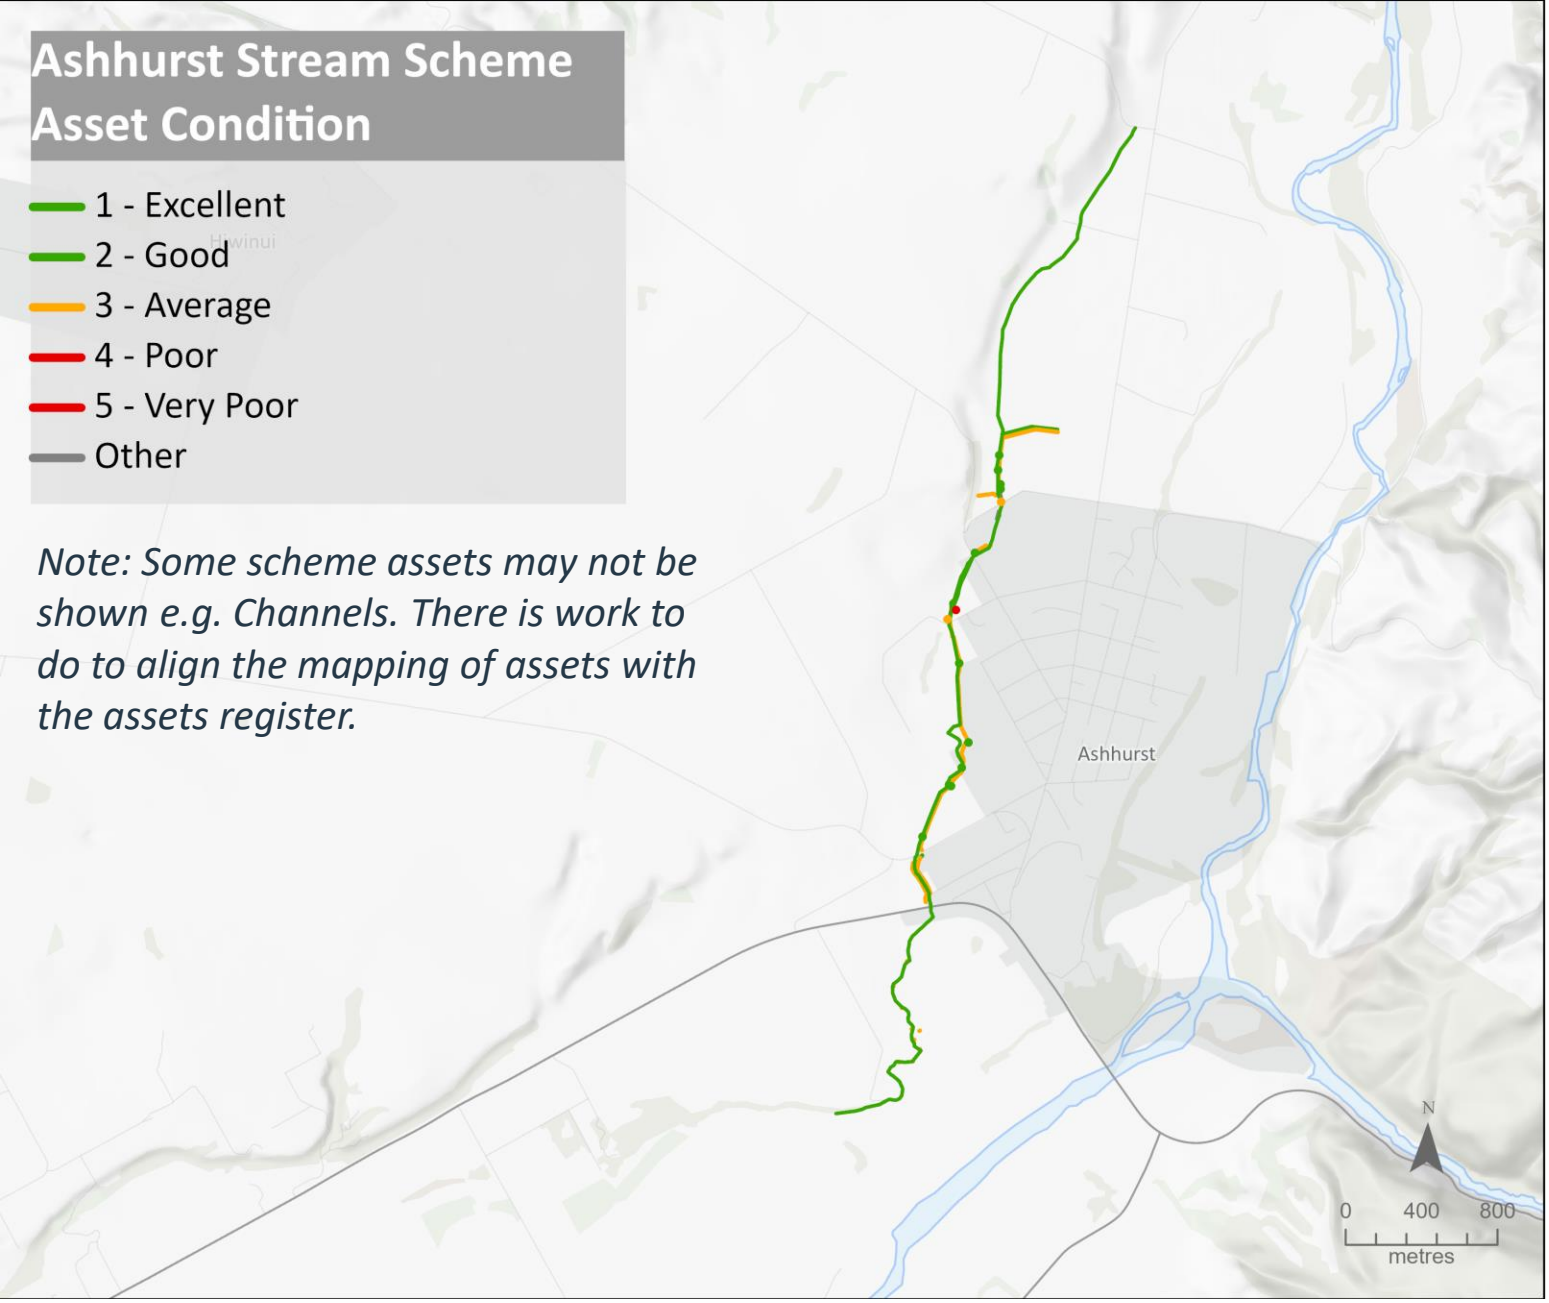 Ashhurst Stream Scheme
Asset Condition
1 - Excellent
Hiwinui
2 - Good
3 - Average
4 - Poor
5 - Very Poor
Other
Note: Some scheme assets may not be
shown e.g. Channels. There is work to
do to align the mapping of assets with
the assets register.
Ashhurst
N
0 400 800
metres